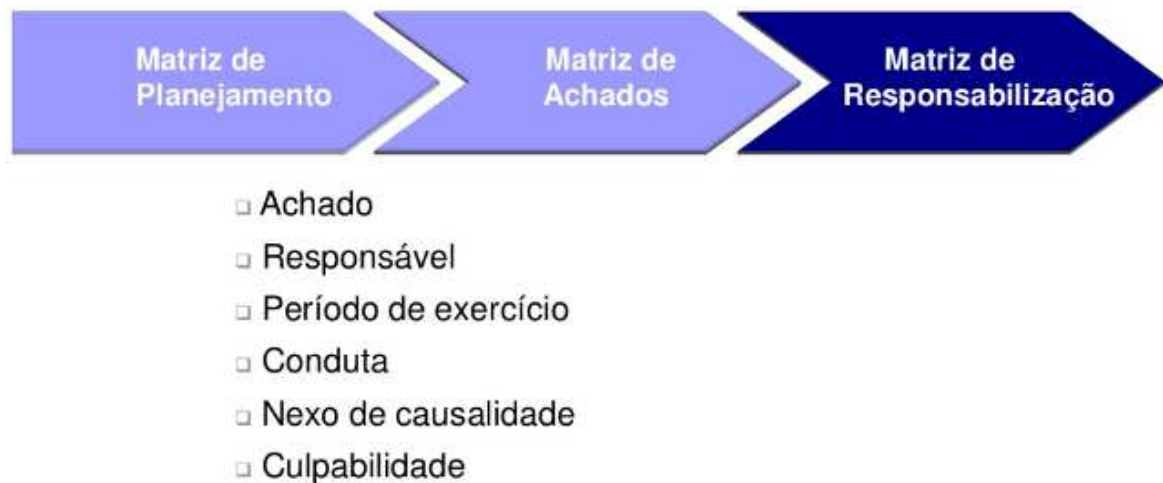 Matriz de
Planejamento
Matriz de
Achados
Matriz de
Responsabilização
Achado
Responsável
Período de exercício
Conduta
Nexo de causalidade
Culpabilidade